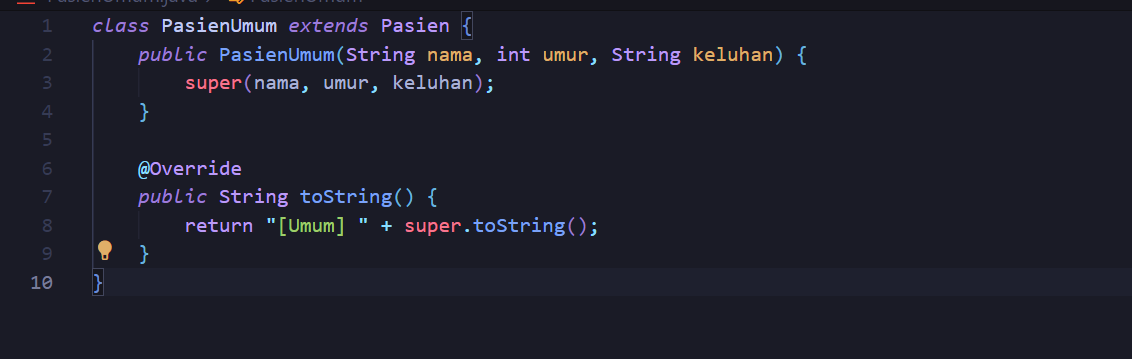 1 class PasienUmum extends Pasien {
2     public PasienUmum(String nama, int umur, String keluhan) {
3         super(nama, umur, keluhan);
4     }
5
6     @Override
7     public String toString() {
8         return "[Umum] " + super.toString();
9     }
10 }